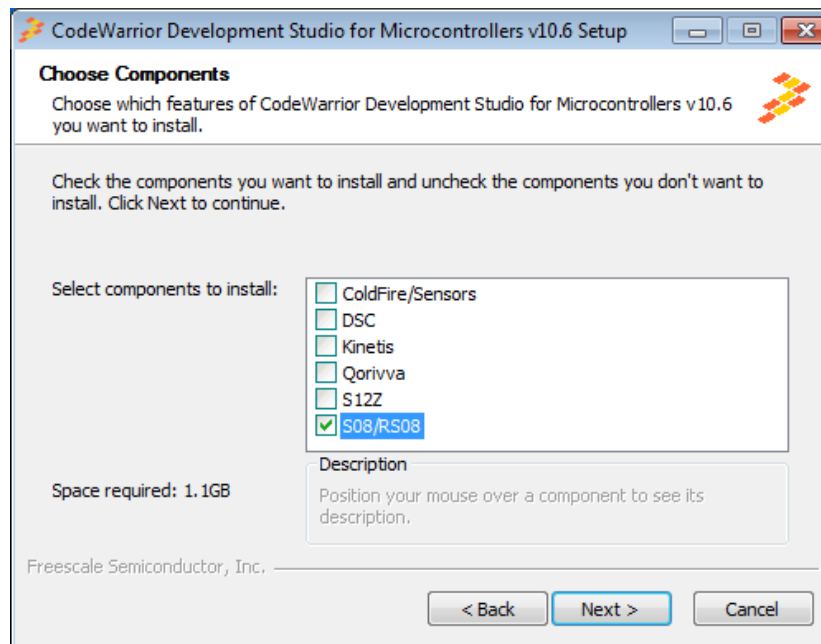 CodeWarrior Development Studio for Microcontrollers v10.6 Setup
Choose Components
Choose which features of CodeWarrior Development Studio for Microcontrollers v10.6
you want to install.
Check the components you want to install and uncheck the components you don't want to
install. Click Next to continue.
Select components to install:
ColdFire/Sensors
DSC
Kinetis
Qorivva
S12Z
S08/RS08
Space required: 1.1GB
Description
Position your mouse over a component to see its
description.
Freescale Semiconductor, Inc.
< Back
Next >
Cancel